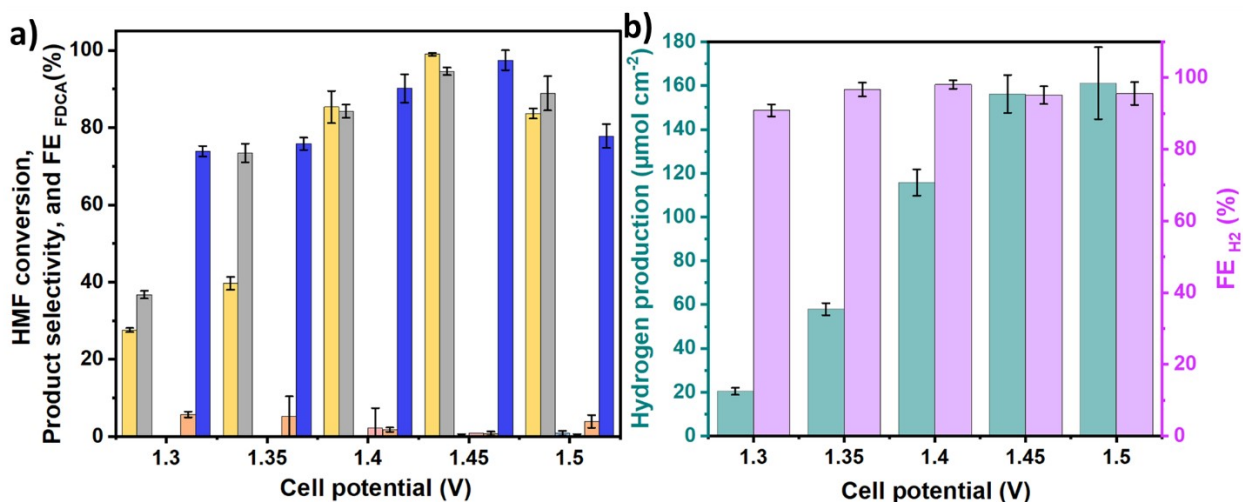 a)
HMF conversion,
Product selectivity, and FE FDCA (%)
100
80
60
40
20
0
1.3 1.35 1.4 1.45 1.5
Cell potential (V)
b)
Hydrogen production (µmol cm⁻²)
180
160
140
120
100
80
60
40
20
0
1.3 1.35 1.4 1.45 1.5
Cell potential (V)
100
80
60
40
20
0
FE H2 (%)